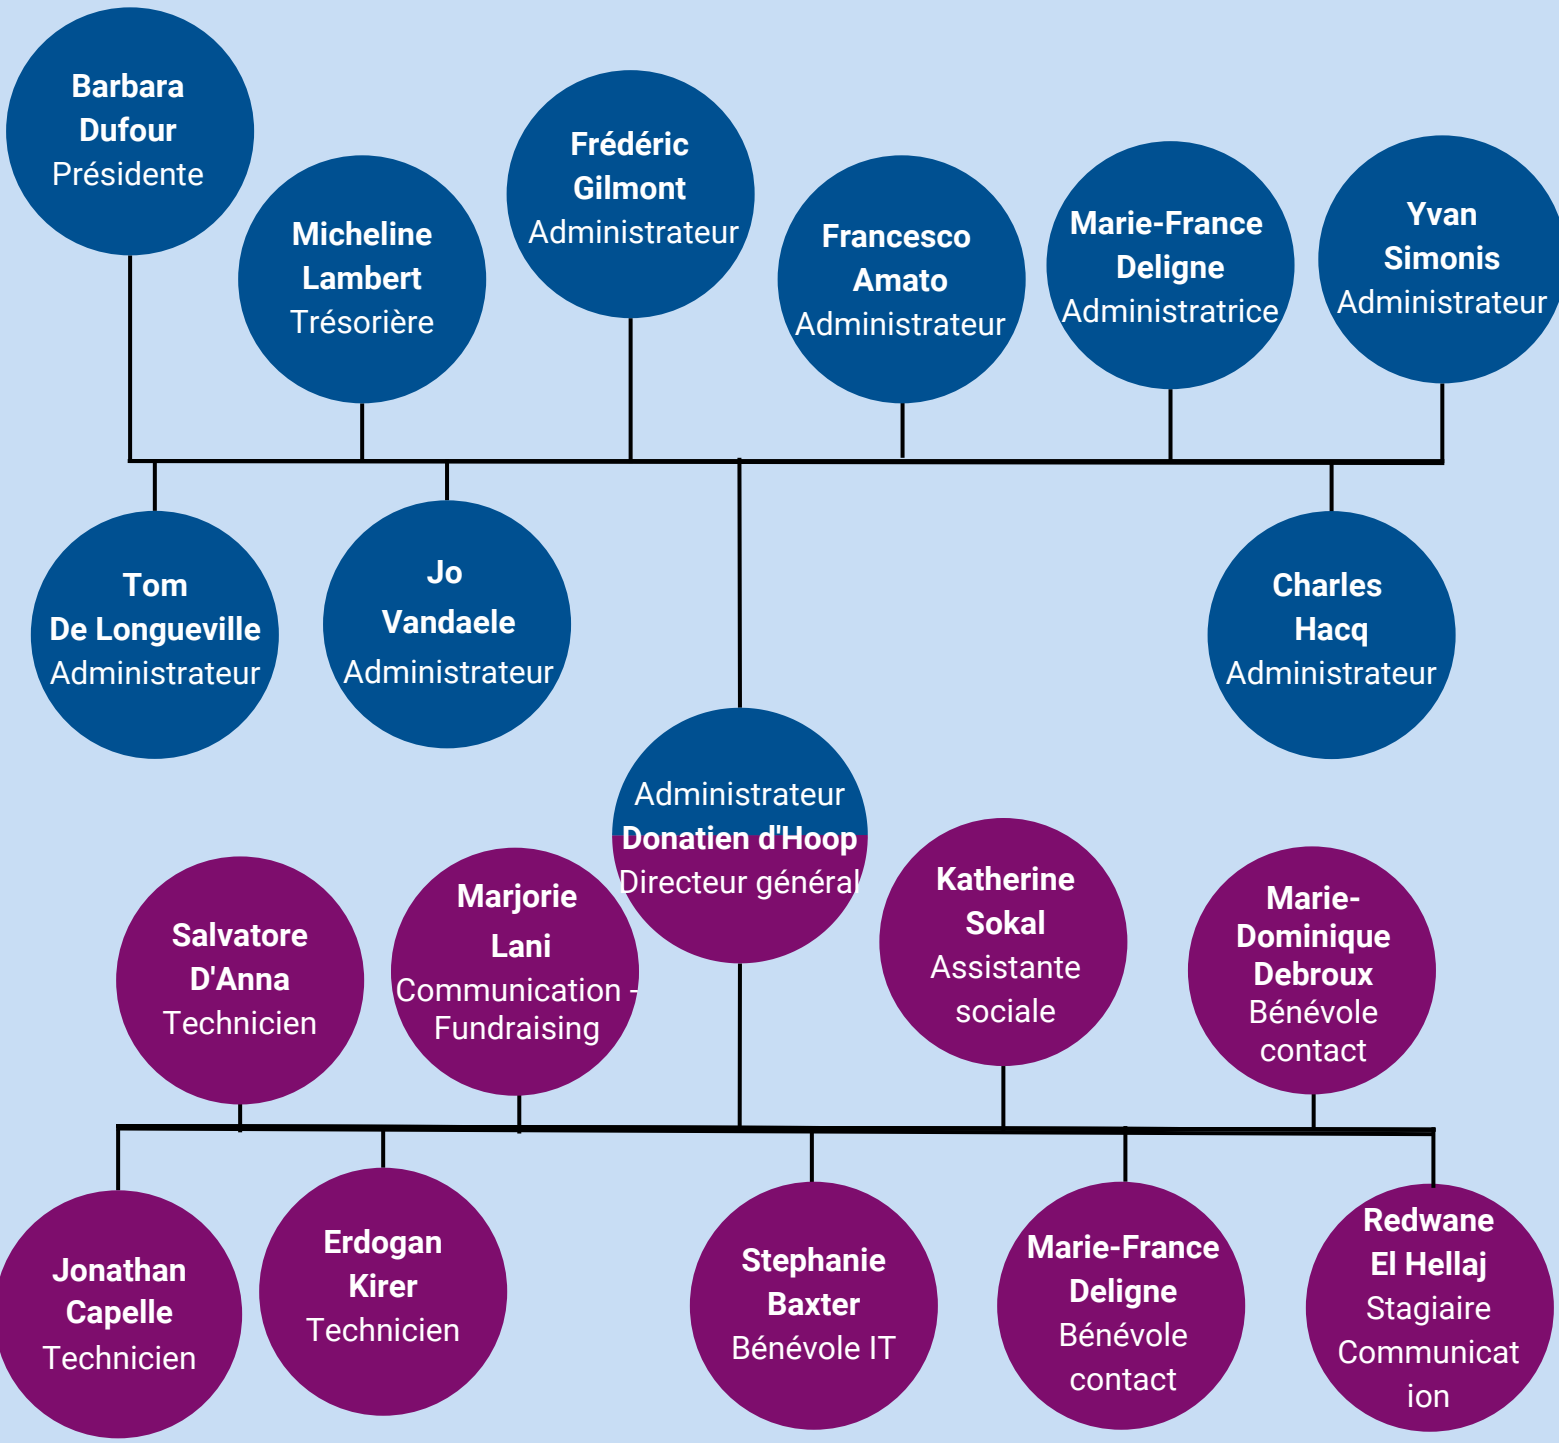 Barbara
Dufour
Présidente
Micheline
Lambert
Trésorière
Frédéric
Gilmont
Administrateur
Francesco
Amato
Administrateur
Marie-France
Deligne
Administratrice
Yvan
Simonis
Administrateur
Tom
De Longueville
Administrateur
Jo
Vandaele
Administrateur
Charles
Hacq
Administrateur
Administrateur
Donatien d'Hoop
Directeur général
Salvatore
D'Anna
Technicien
Marjorie
Lani
Communication -
Fundraising
Katherine
Sokal
Assistante
sociale
Marie-
Dominique
Debroux
Bénévole
contact
Jonathan
Capelle
Technicien
Erdogan
Kirer
Technicien
Stephanie
Baxter
Bénévole IT
Marie-France
Deligne
Bénévole
contact
Redwane
El Hellaj
Stagiaire
Communicat
ion